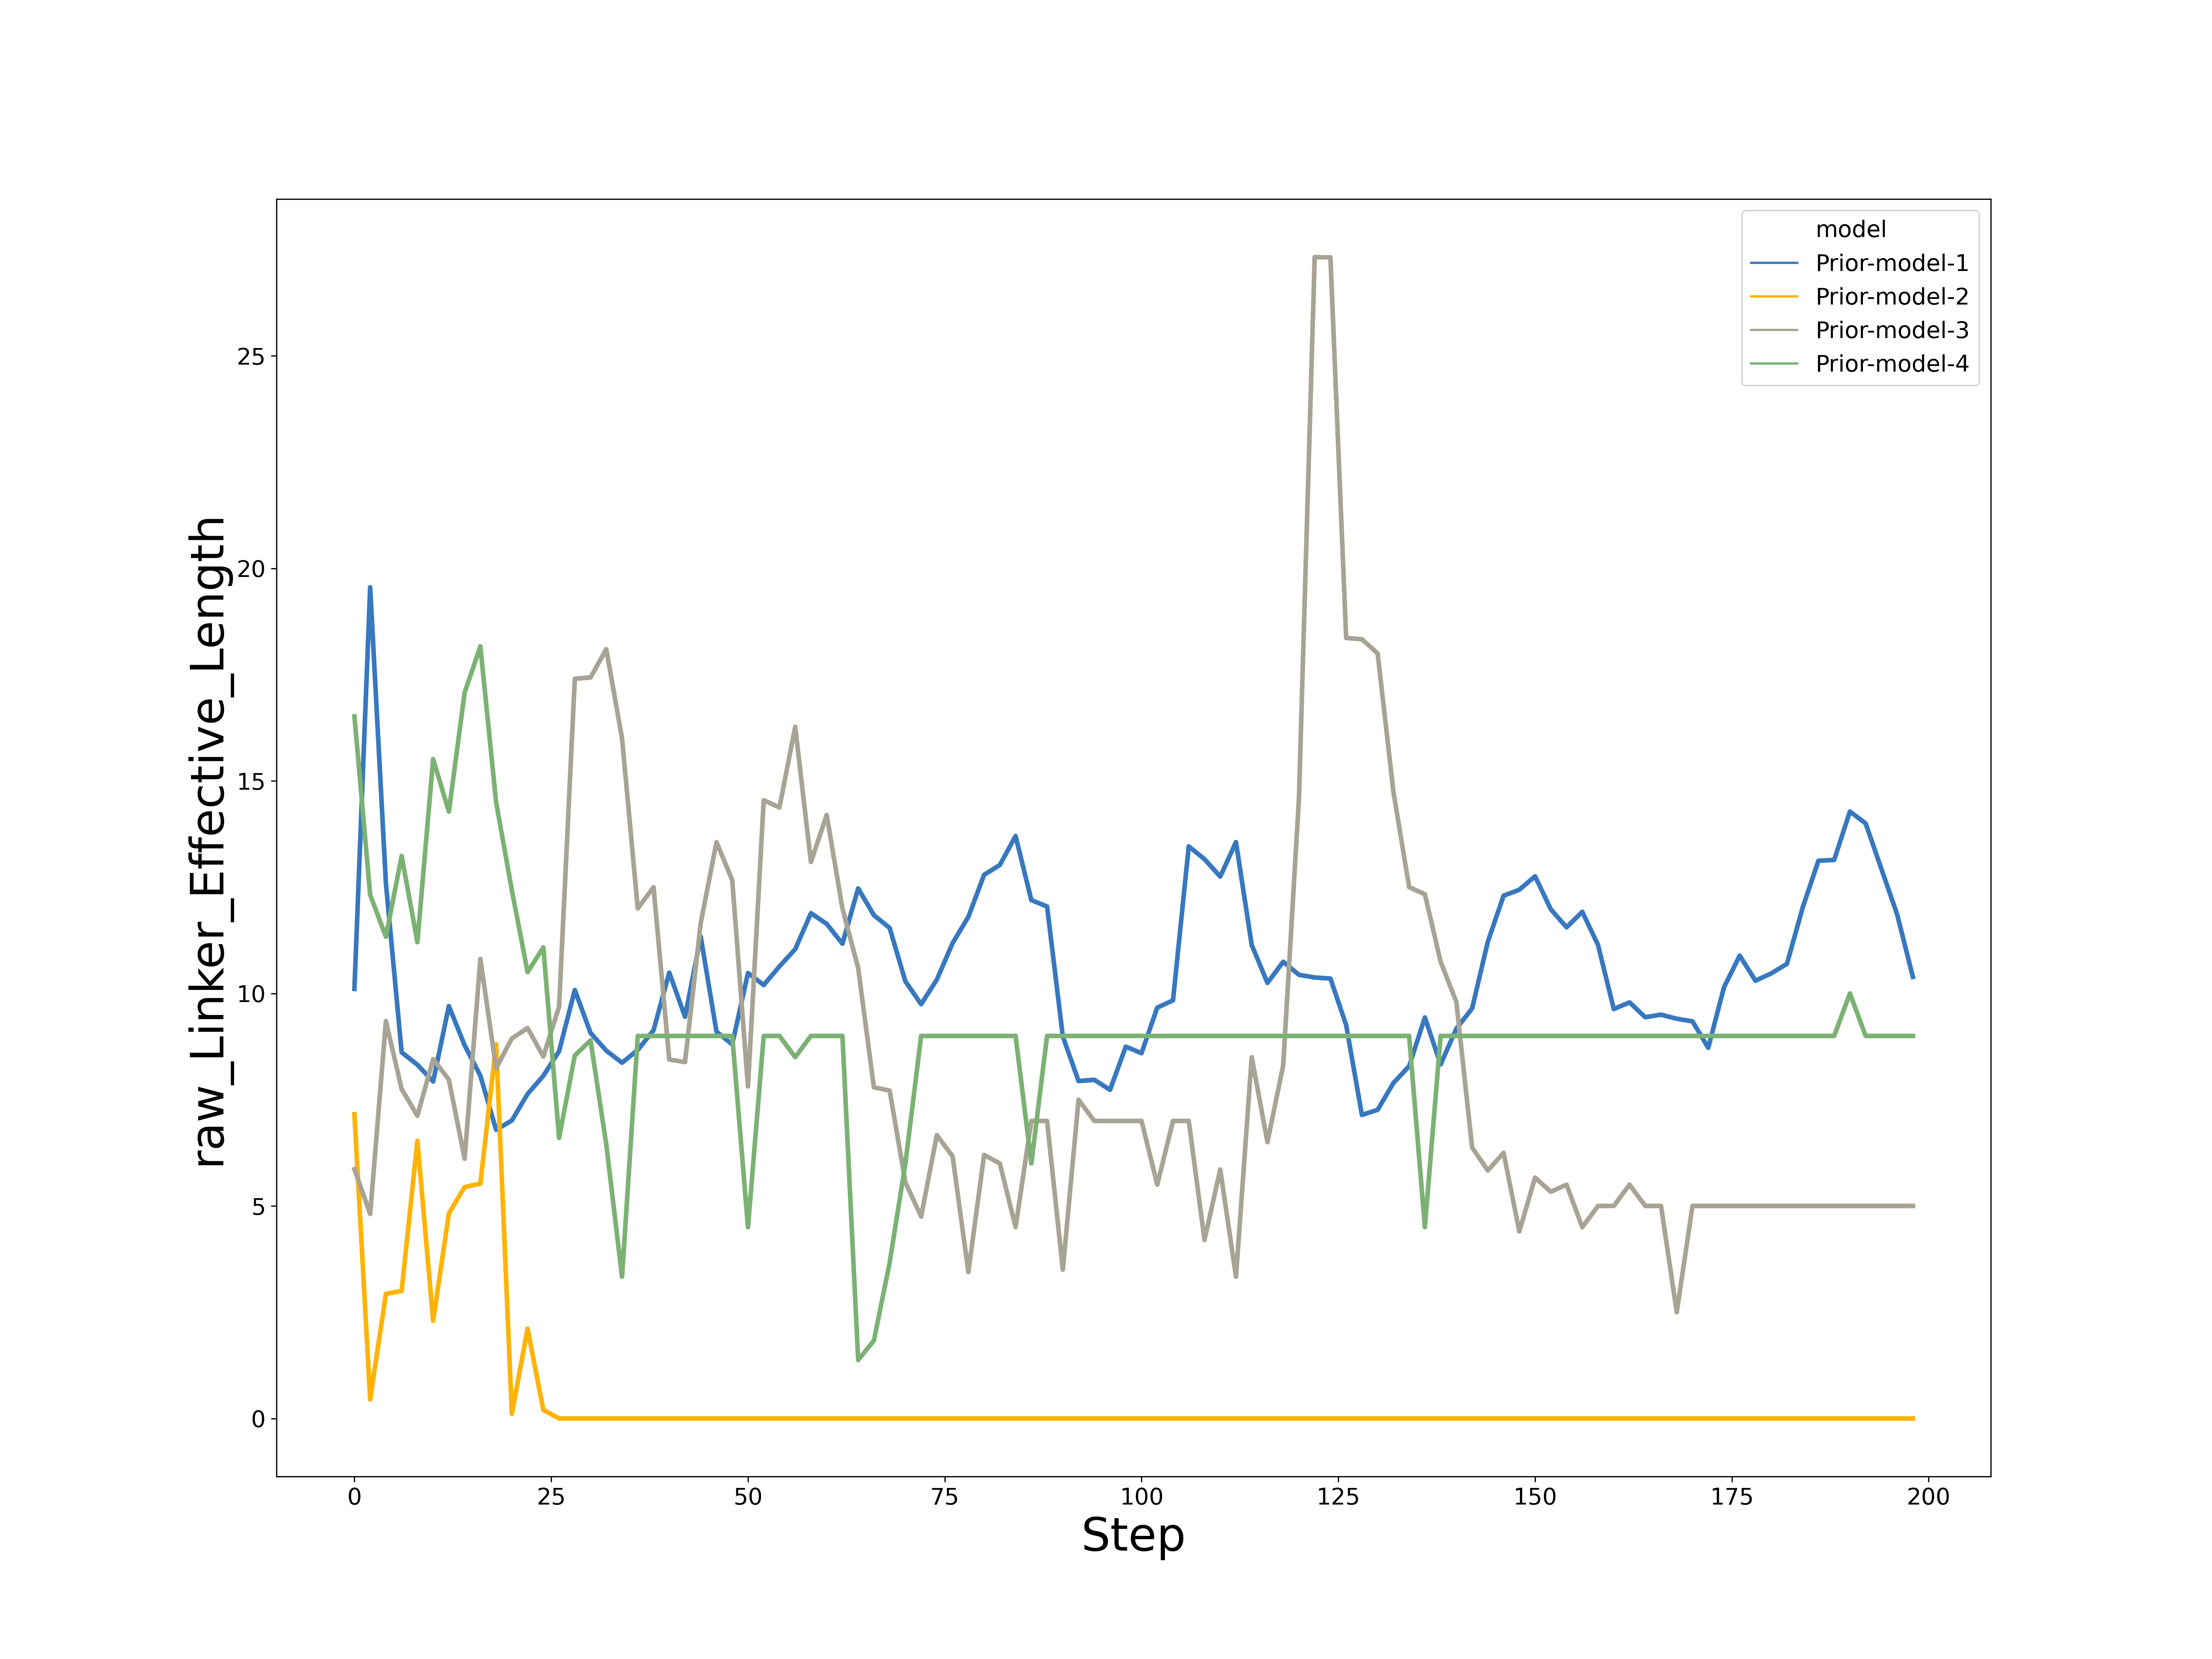 model
Prior-model-1
Prior-model-2
Prior-model-3
Prior-model-4
raw_Linker_Effective_Length
25
20
15
10
5
0
0 25 50 75 100 125 150 175 200
Step